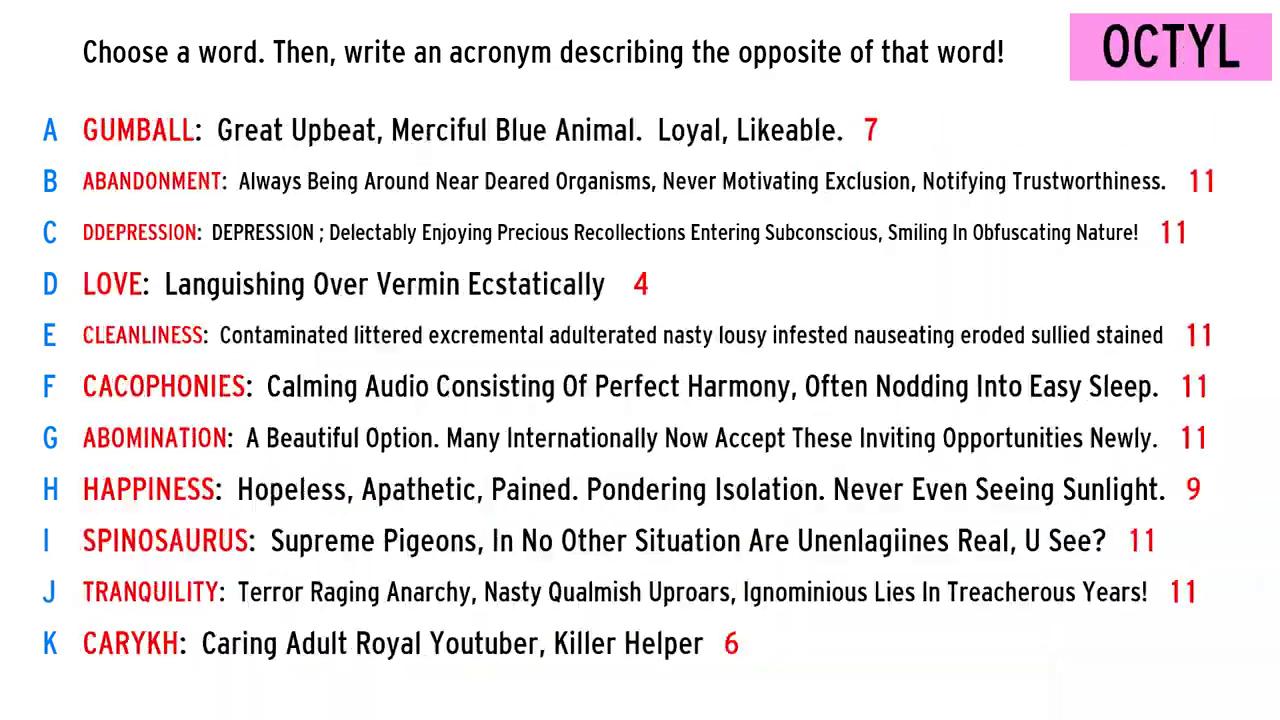 Choose a word. Then, write an acronym describing the opposite of that word!
OCTYL
A GUMBALL: Great Upbeat, Merciful Blue Animal. Loyal, Likeable. 7
B ABANDONMENT: Always Being Around Near Deared Organisms, Never Motivating Exclusion, Notifying Trustworthiness. 11
C DDEPRESSION: DEPRESSION ; Delectably Enjoying Precious Recollections Entering Subconscious, Smiling In Obfuscating Nature! 11
D LOVE: Languishing Over Vermin Ecstatically 4
E CLEANLINESS: Contaminated littered excremental adulterated nasty lousy infested nauseating eroded sullied stained 11
F CACOPHONIES: Calming Audio Consisting Of Perfect Harmony, Often Nodding Into Easy Sleep. 11
G ABOMINATION: A Beautiful Option. Many Internationally Now Accept These Inviting Opportunities Newly. 11
H HAPPINESS: Hopeless, Apathetic, Pained. Pondering Isolation. Never Even Seeing Sunlight. 9
I SPINOSAURUS: Supreme Pigeons, In No Other Situation Are Unenlagiines Real, U See? 11
J TRANQUILITY: Terror Raging Anarchy, Nasty Qualmish Uproars, Ignominious Lies In Treacherous Years! 11
K CARYKH: Caring Adult Royal Youtuber, Killer Helper 6